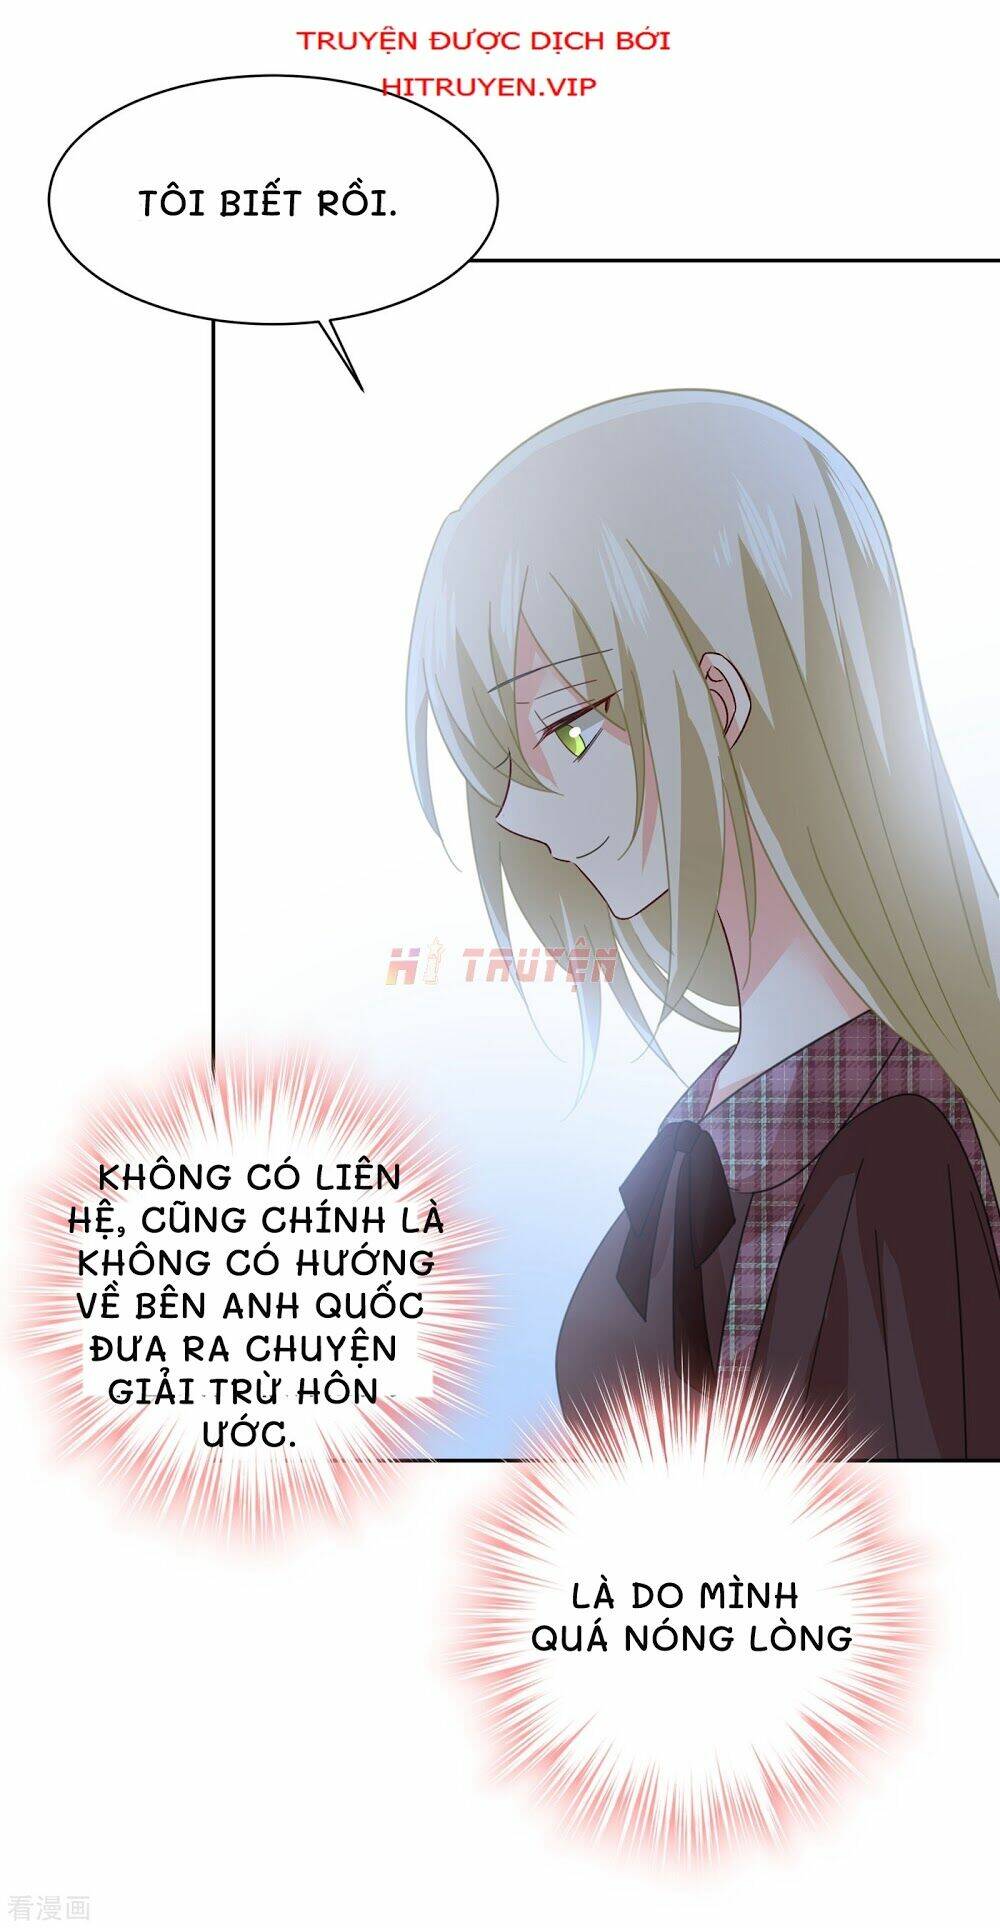 TRUYỆN ĐƯỢC DỊCH BỞI
HITRUYEN.VIP
TÔI BIẾT RỒI.
HI TRUYỆN
KHÔNG CÓ LIÊN
HỆ, CŨNG CHÍNH LÀ
KHÔNG CÓ HƯỚNG
VỀ BÊN ANH QUỐC
ĐƯA RA CHUYỆN
GIẢI TRỪ HÔN
ƯỚC.
LÀ DO MÌNH
QUÁ NÓNG LÒNG
看漫画